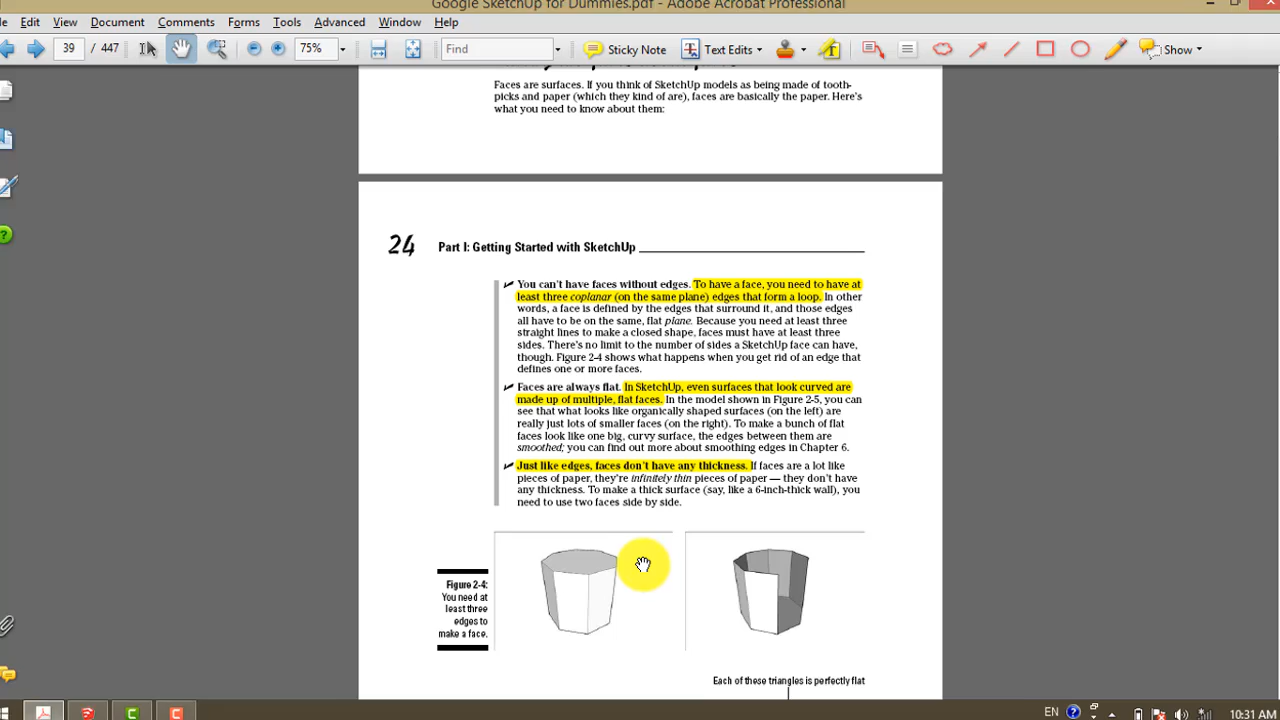 Google SketchUp for Dummies.pdf - Adobe Acrobat Professional
Edit View Document Comments Forms Tools Advanced Window Help
39 / 447 75% Find Sticky Note Text Edits Show
Faces are surfaces. If you think of SketchUp models as being made of tooth-
picks and paper (which they kind of are), faces are basically the paper. Here's
what you need to know about them:
24 Part I: Getting Started with SketchUp
You can't have faces without edges. To have a face, you need to have at
least three coplanar (on the same plane) edges that form a loop. In other
words, a face is defined by the edges that surround it, and those edges
all have to be on the same, flat plane. Because you need at least three
straight lines to make a closed shape, faces must have at least three
sides. There's no limit to the number of sides a SketchUp face can have,
though. Figure 2-4 shows what happens when you get rid of an edge that
defines one or more faces.
Faces are always flat. In SketchUp, even surfaces that look curved are
made up of multiple, flat faces. In the model shown in Figure 2-5, you can
see that what looks like organically shaped surfaces (on the left) are
really just lots of smaller faces (on the right). To make a bunch of flat
faces look like one big, curvy surface, the edges between them are
smoothed; you can find out more about smoothing edges in Chapter 6.
Just like edges, faces don't have any thickness. If faces are a lot like
pieces of paper, they're infinitely thin pieces of paper — they don't have
any thickness. To make a thick surface (say, like a 6-inch-thick wall), you
need to use two faces side by side.
Figure 2-4:
You need at
least three
edges to
make a face.
Each of these triangles is perfectly flat
EN 10:31 AM